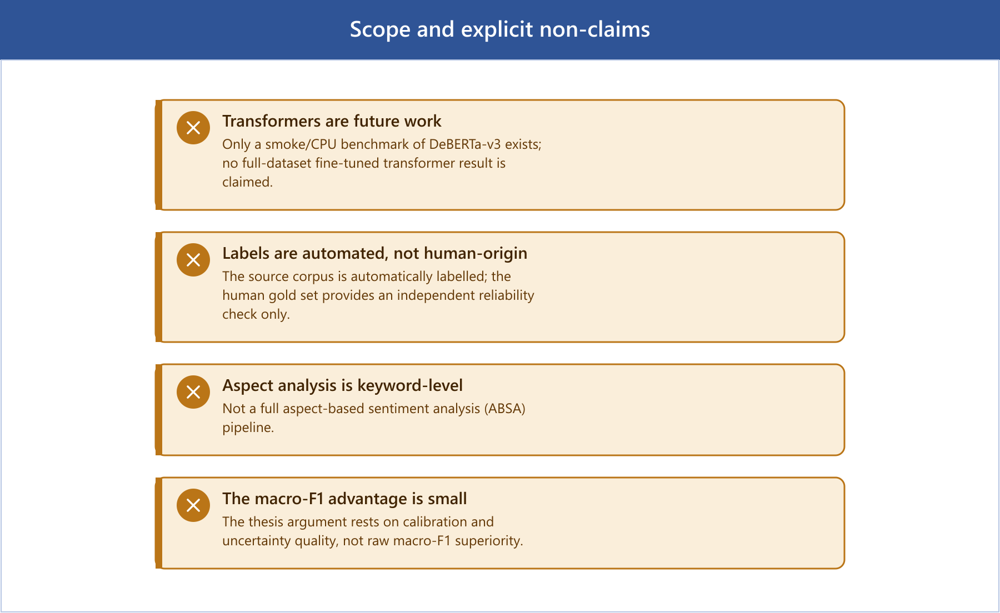 Scope and explicit non-claims
Transformers are future work
Only a smoke/CPU benchmark of DeBERTa-v3 exists;
no full-dataset fine-tuned transformer result is
claimed.
Labels are automated, not human-origin
The source corpus is automatically labelled; the
human gold set provides an independent reliability
check only.
Aspect analysis is keyword-level
Not a full aspect-based sentiment analysis (ABSA)
pipeline.
The macro-F1 advantage is small
The thesis argument rests on calibration and
uncertainty quality, not raw macro-F1 superiority.